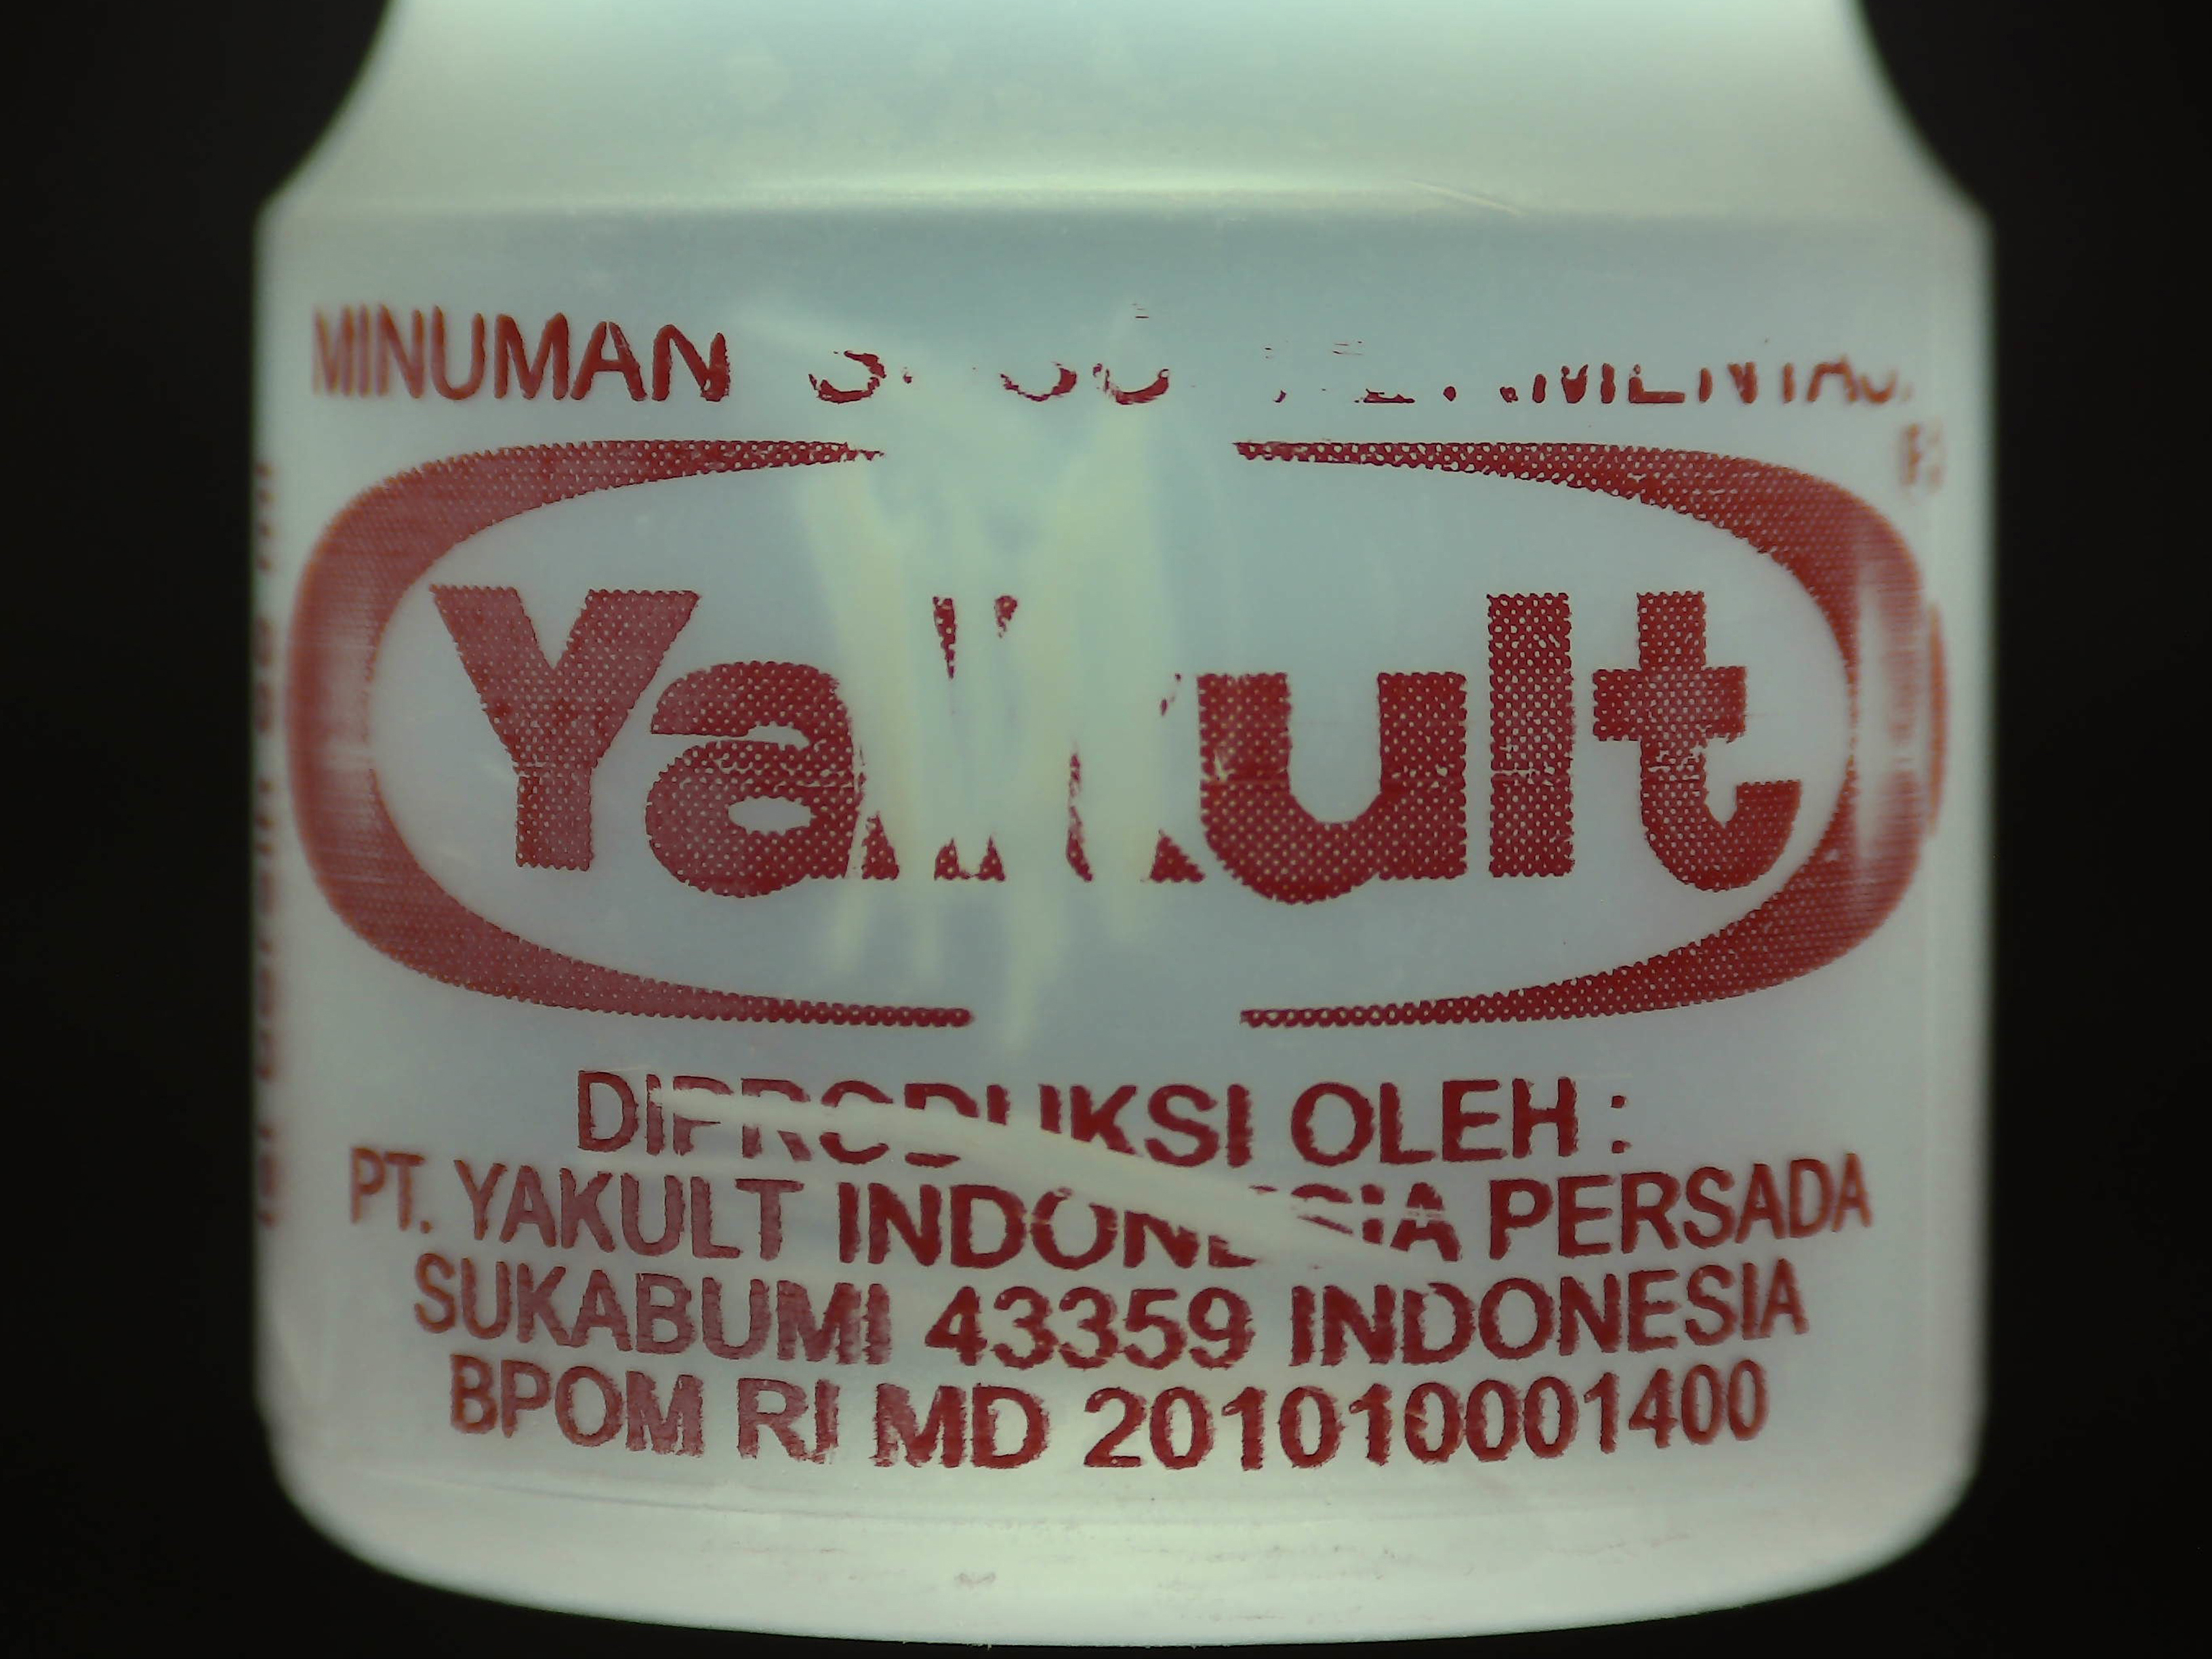 MINUMAN
Yakult
DIPRODUKSI OLEH :
PT. YAKULT INDONESIA PERSADA
SUKABUMI 43359 INDONESIA
BPOM RI MD 201010001400